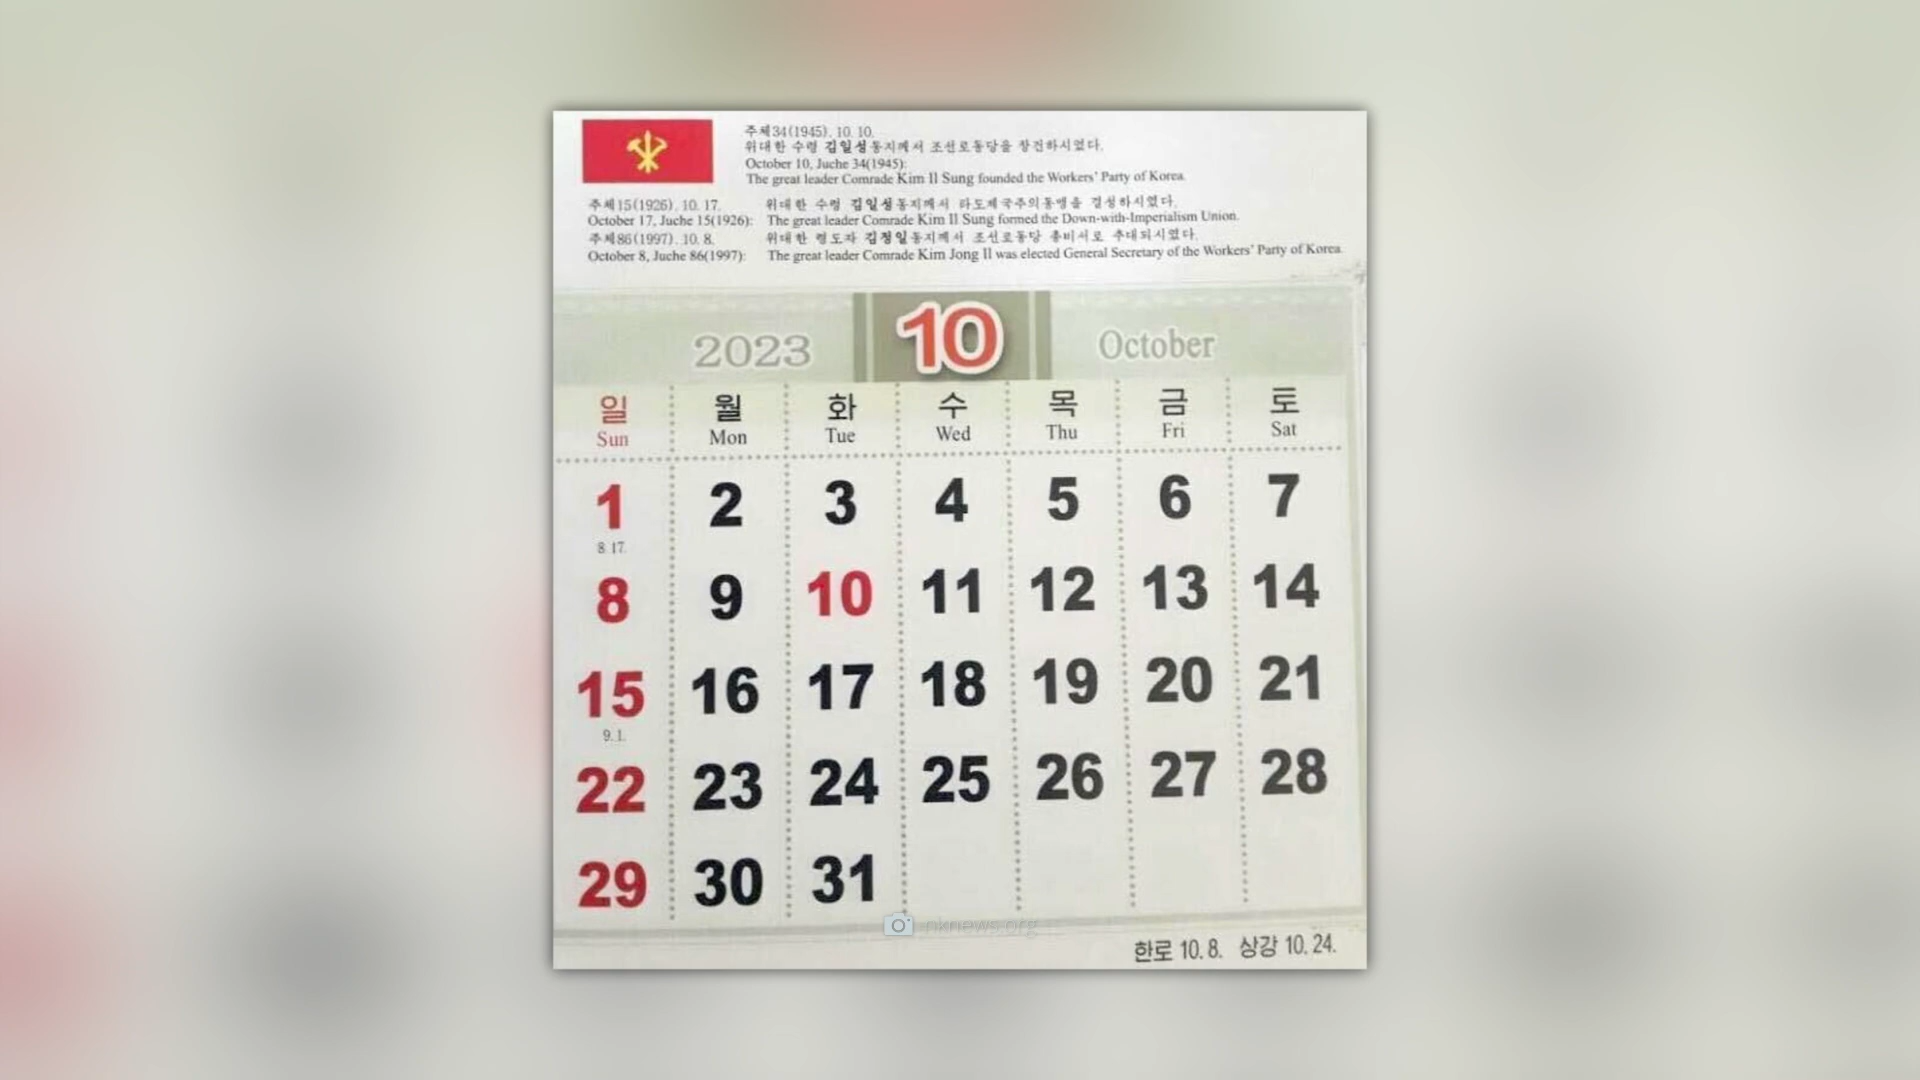 주체34(1945). 10. 10.
위대한 수령 김일성동지께서 조선로동당을 창건하시였다.
October 10, Juche 34(1945):
The great leader Comrade Kim Il Sung founded the Workers' Party of Korea.
주체15(1926). 10. 17. 위대한 수령 김일성동지께서 타도제국주의동맹을 결성하시였다.
October 17, Juche 15(1926): The great leader Comrade Kim Il Sung formed the Down-with-Imperialism Union.
주체86(1997). 10. 8. 위대한 령도자 김정일동지께서 조선로동당 총비서로 추대되시였다.
October 8, Juche 86(1997): The great leader Comrade Kim Jong Il was elected General Secretary of the Workers' Party of Korea.
2023 10 October
일 월 화 수 목 금 토
Sun Mon Tue Wed Thu Fri Sat
1 2 3 4 5 6 7
8. 17.
8 9 10 11 12 13 14
15 16 17 18 19 20 21
9. 1.
22 23 24 25 26 27 28
29 30 31
nknews.org
한로 10. 8. 상강 10. 24.